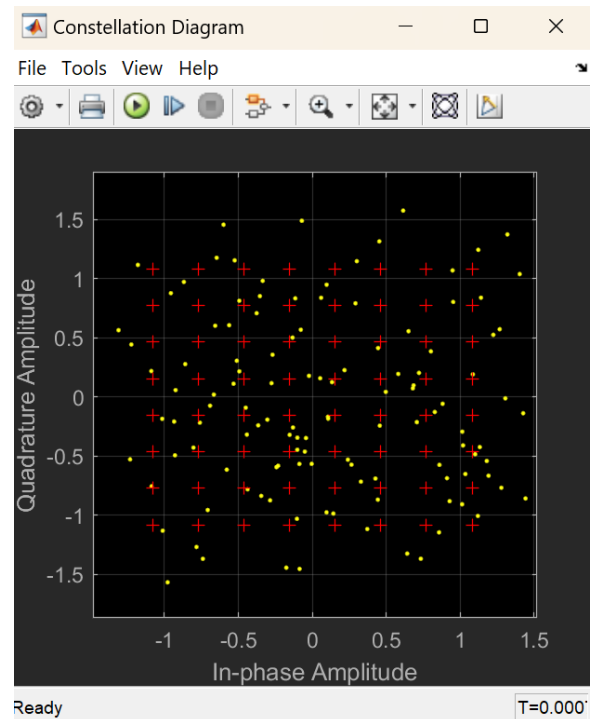 Constellation Diagram
File Tools View Help
1.5
1
0.5
0
-0.5
-1
-1.5
Quadrature Amplitude
-1 -0.5 0 0.5 1 1.5
In-phase Amplitude
Ready T=0.000